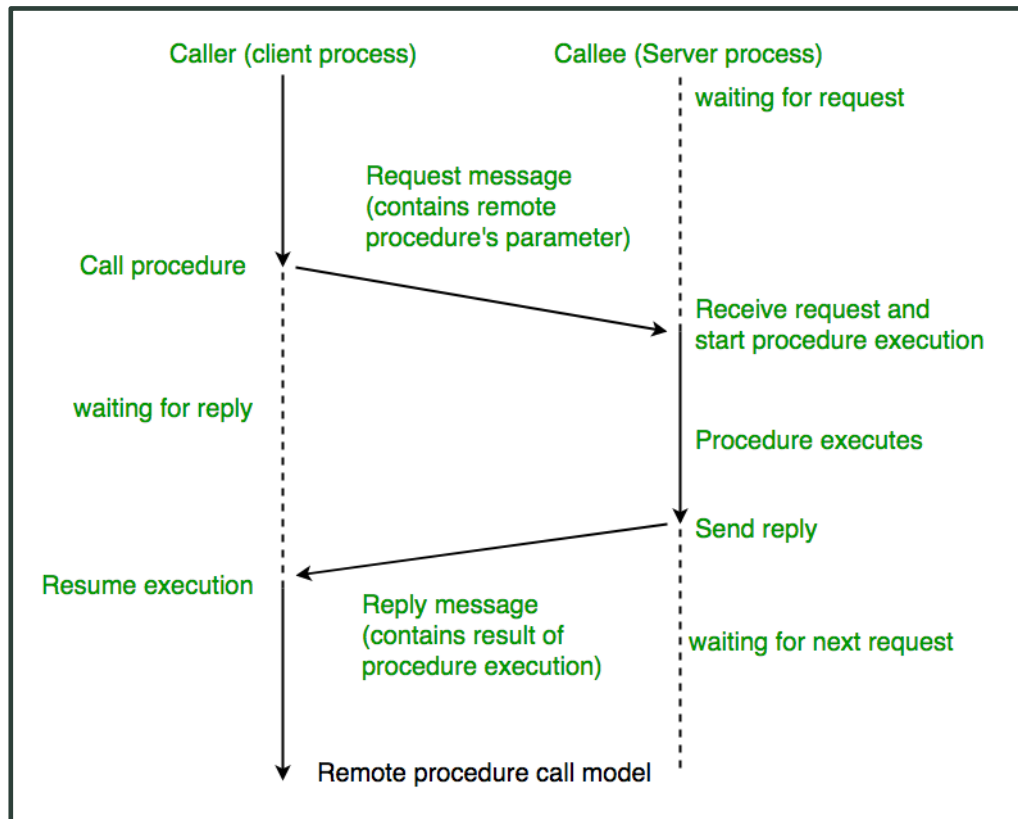 Caller (client process)
Callee (Server process)
waiting for request
Request message
(contains remote
procedure's parameter)
Call procedure
Receive request and
start procedure execution
waiting for reply
Procedure executes
Send reply
Resume execution
Reply message
(contains result of
procedure execution)
waiting for next request
Remote procedure call model